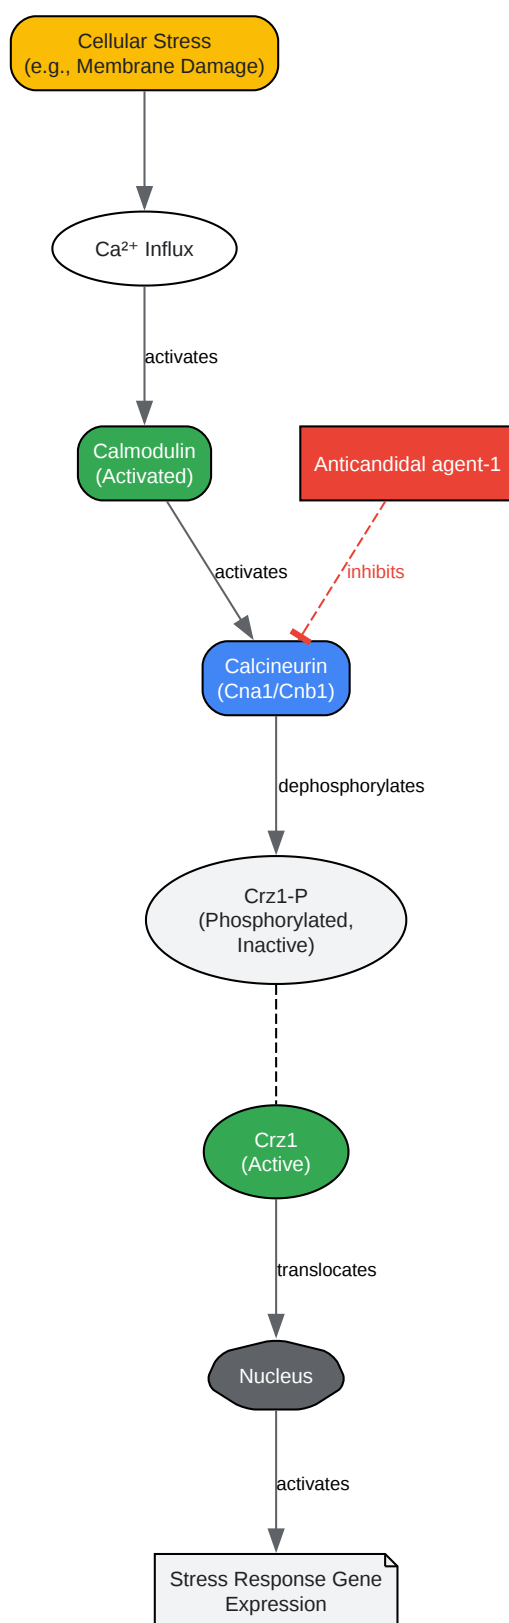 Cellular Stress
(e.g., Membrane Damage)
Ca²⁺ Influx
activates
Calmodulin
(Activated)
Anticandidal agent-1
activates
inhibits
Calcineurin
(Cna1/Cnb1)
dephosphorylates
Crz1-P
(Phosphorylated,
Inactive)
Crz1
(Active)
translocates
Nucleus
activates
Stress Response Gene
Expression